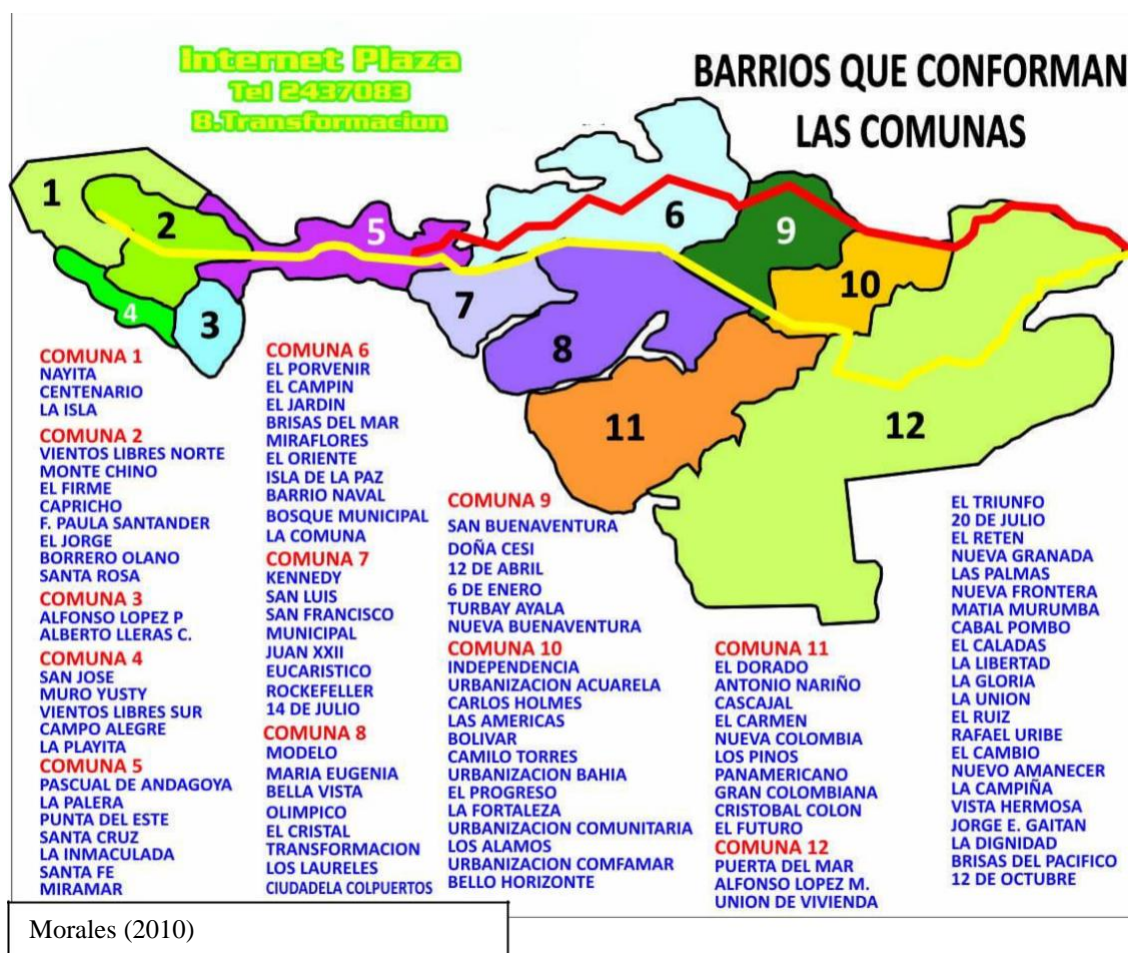 Internet Plaza
Tel 2437083
8.Transformacion
BARRIOS QUE CONFORMAN
LAS COMUNAS
1
2
3
4
5
6
7
8
9
10
11
12
COMUNA 1
NAYITA
CENTENARIO
LA ISLA
COMUNA 2
VIENTOS LIBRES NORTE
MONTE CHINO
EL FIRME
CAPRICHO
F. PAULA SANTANDER
EL JORGE
BORRERO OLANO
SANTA ROSA
COMUNA 3
ALFONSO LOPEZ P
ALBERTO LLERAS C.
COMUNA 4
SAN JOSE
MURO YUSTY
VIENTOS LIBRES SUR
CAMPO ALEGRE
LA PLAYITA
COMUNA 5
PASCUAL DE ANDAGOYA
LA PALERA
PUNTA DEL ESTE
SANTA CRUZ
LA INMACULADA
SANTA FE
MIRAMAR
COMUNA 6
EL PORVENIR
EL CAMPIN
EL JARDIN
BRISAS DEL MAR
MIRAFLORES
EL ORIENTE
ISLA DE LA PAZ
BARRIO NAVAL
BOSQUE MUNICIPAL
LA COMUNA
COMUNA 7
KENNEDY
SAN LUIS
SAN FRANCISCO
MUNICIPAL
JUAN XXII
EUCARISTICO
ROCKEFELLER
14 DE JULIO
COMUNA 8
MODELO
MARIA EUGENIA
BELLA VISTA
OLIMPICO
EL CRISTAL
TRANSFORMACION
LOS LAURELES
CIUDADELA COLPUERTOS
COMUNA 9
SAN BUENAVENTURA
DOÑA CESI
12 DE ABRIL
6 DE ENERO
TURBAY AYALA
NUEVA BUENAVENTURA
COMUNA 10
INDEPENDENCIA
URBANIZACION ACUARELA
CARLOS HOLMES
LAS AMERICAS
BOLIVAR
CAMILO TORRES
URBANIZACION BAHIA
EL PROGRESO
LA FORTALEZA
URBANIZACION COMUNITARIA
LOS ALAMOS
URBANIZACION COMFAMAR
BELLO HORIZONTE
COMUNA 11
EL DORADO
ANTONIO NARIÑO
CASCAJAL
EL CARMEN
NUEVA COLOMBIA
LOS PINOS
PANAMERICANO
GRAN COLOMBIANA
CRISTOBAL COLON
EL FUTURO
COMUNA 12
PUERTA DEL MAR
ALFONSO LOPEZ M.
UNION DE VIVIENDA
EL TRIUNFO
20 DE JULIO
EL RETEN
NUEVA GRANADA
LAS PALMAS
NUEVA FRONTERA
MATIA MURUMBA
CABAL POMBO
EL CALADAS
LA LIBERTAD
LA GLORIA
LA UNION
EL RUIZ
RAFAEL URIBE
EL CAMBIO
NUEVO AMANECER
LA CAMPIÑA
VISTA HERMOSA
JORGE E. GAITAN
LA DIGNIDAD
BRISAS DEL PACIFICO
12 DE OCTUBRE
Morales (2010)